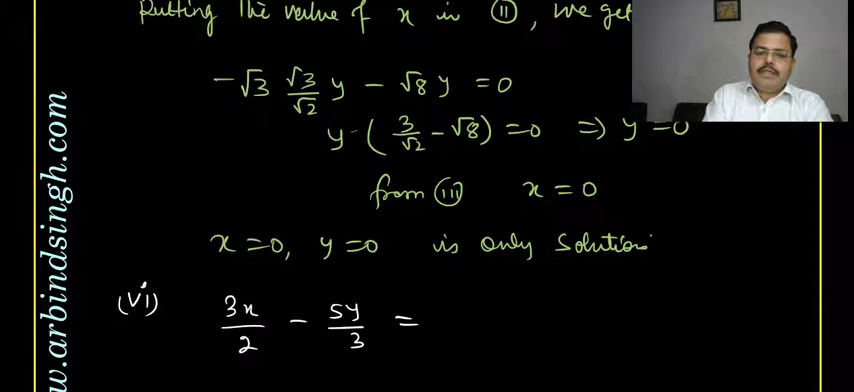 Putting the value of x in (II), we get
-√3 √3/√2 y - √8 y = 0
y - ( 3/√2 - √8 ) = 0 => y = 0
from (III) x = 0
x = 0, y = 0 is only solution
(vi) 3x/2 - 5y/3 =
www.arbindsingh.com